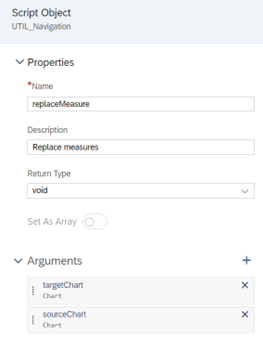 Script Object
UTIL_Navigation
Properties
*Name
replaceMeasure
Description
Replace measures
Return Type
void
Set As Array
Arguments
targetChart
Chart
sourceChart
Chart